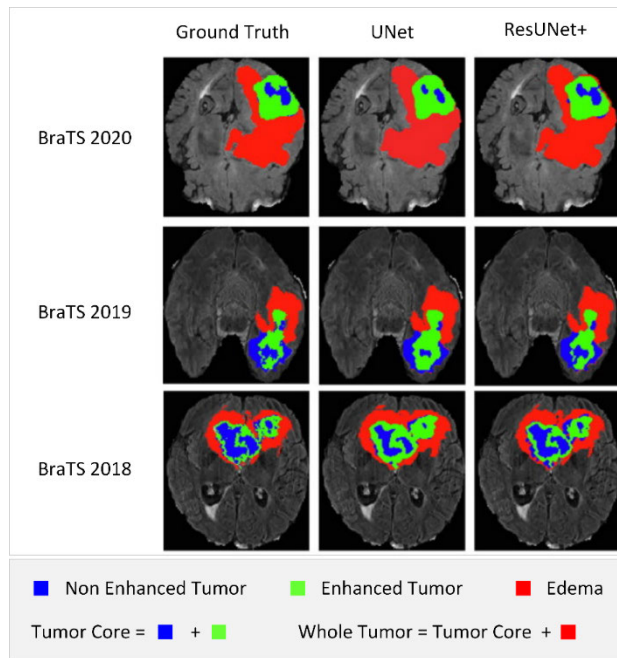 Ground Truth UNet ResUNet+
BraTS 2020
BraTS 2019
BraTS 2018
Non Enhanced Tumor Enhanced Tumor Edema
Tumor Core = + Whole Tumor = Tumor Core +